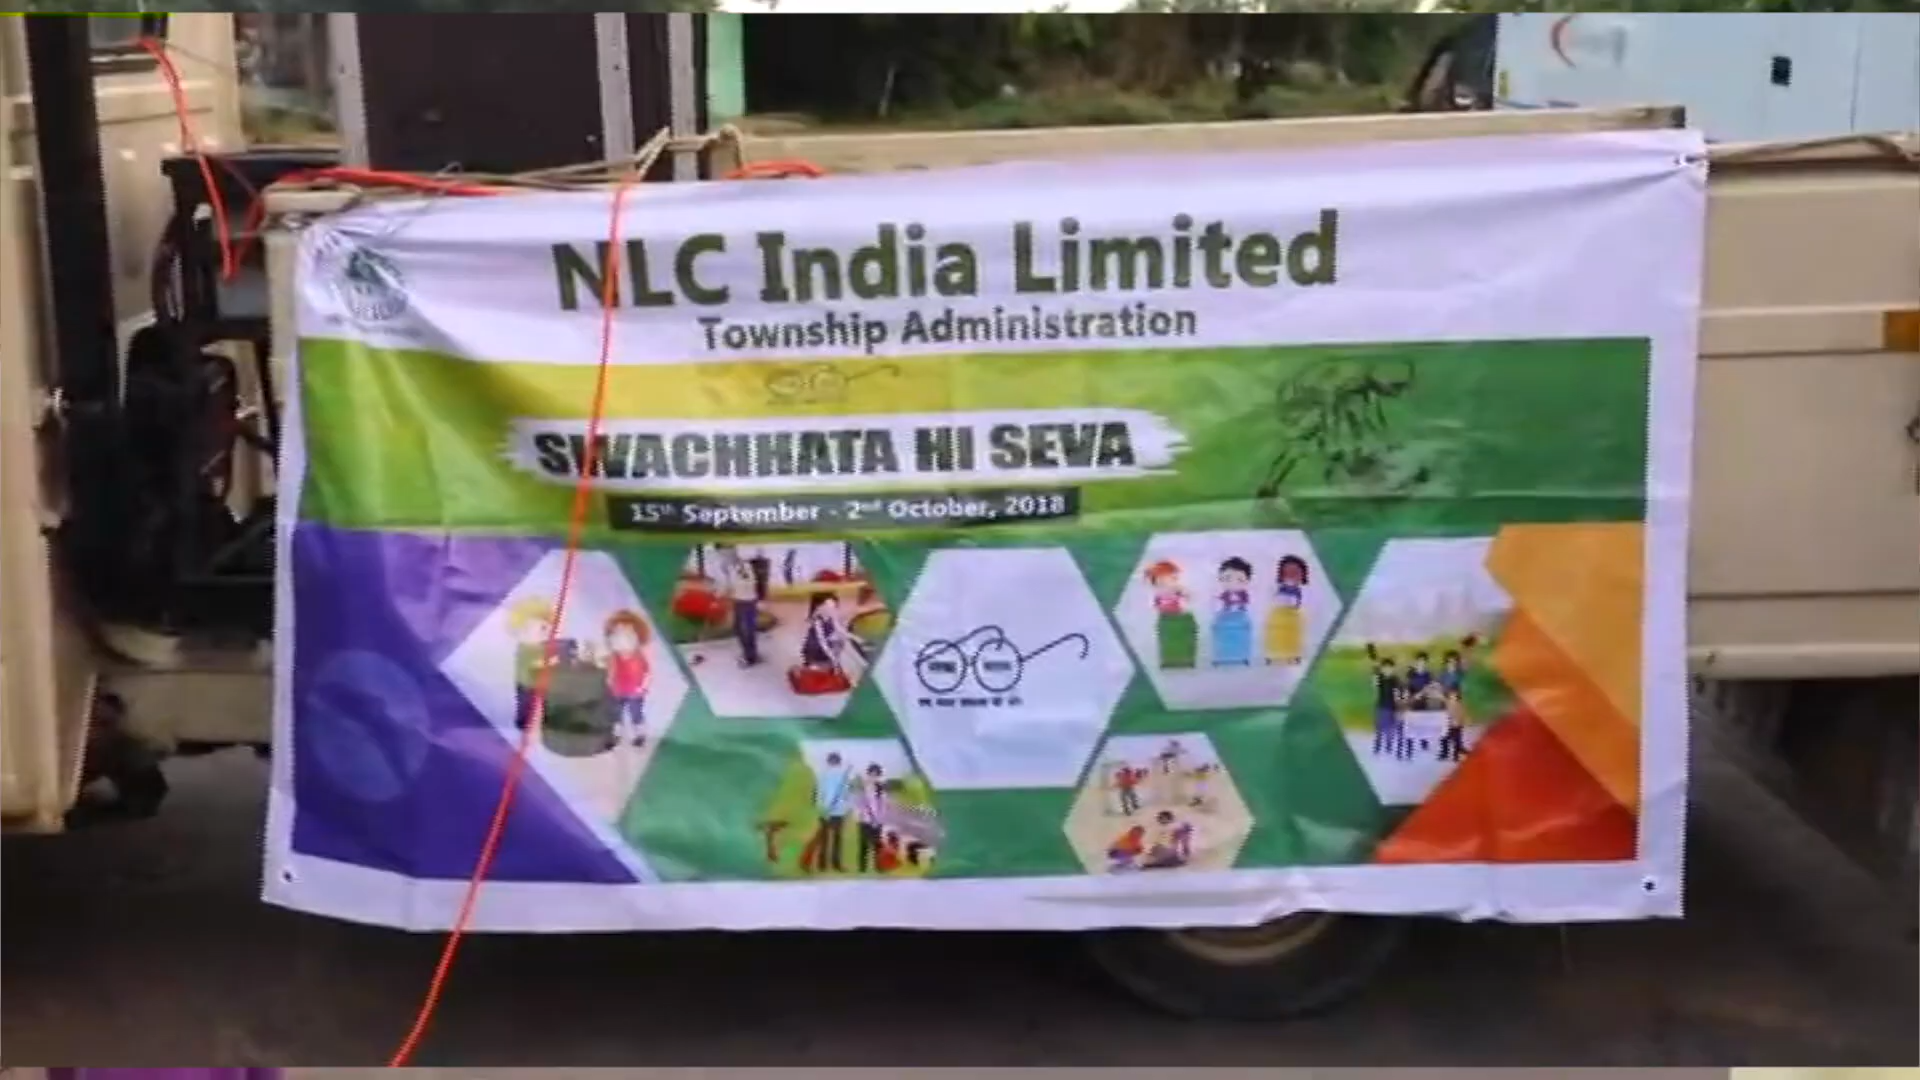 NLC India Limited
Township Administration
SWACHHATA HI SEVA
15th September - 2nd October, 2018